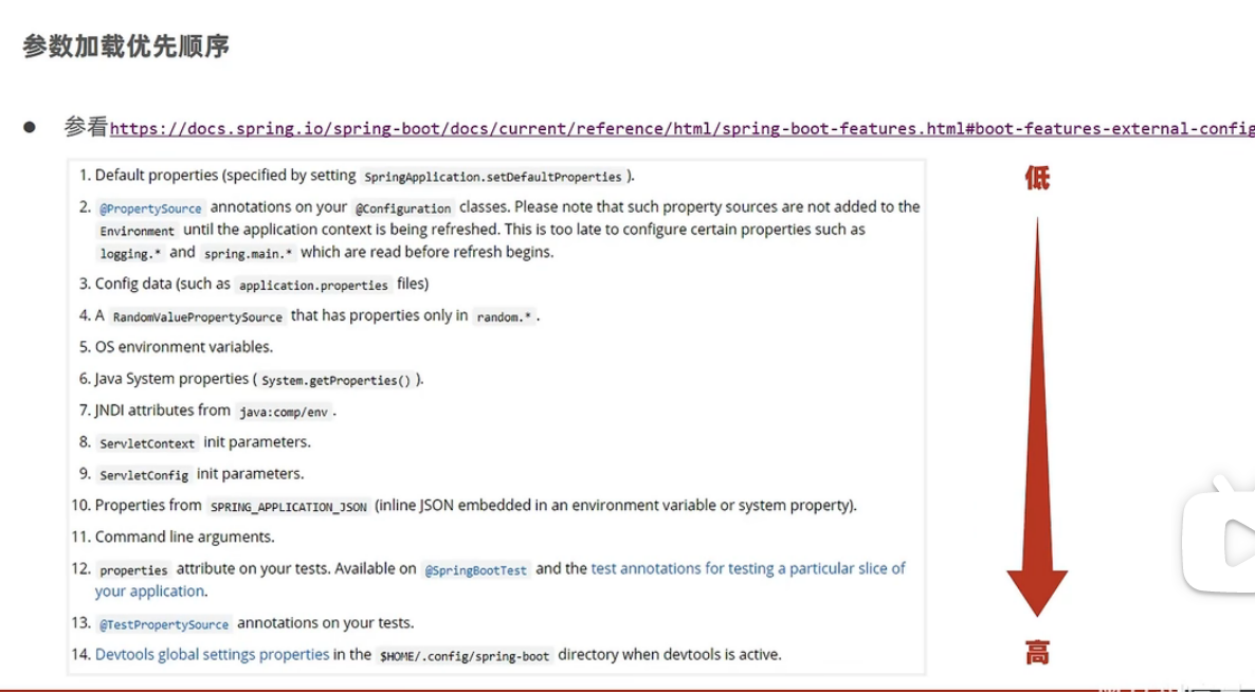 参数加载优先顺序
● 参看https://docs.spring.io/spring-boot/docs/current/reference/html/spring-boot-features.html#boot-features-external-config
低
1. Default properties (specified by setting SpringApplication.setDefaultProperties ).
2. @PropertySource annotations on your @Configuration classes. Please note that such property sources are not added to the
Environment until the application context is being refreshed. This is too late to configure certain properties such as
logging.* and spring.main.* which are read before refresh begins.
3. Config data (such as application.properties files)
4. A RandomValuePropertySource that has properties only in random.* .
5. OS environment variables.
6. Java System properties ( System.getProperties() ).
7. JNDI attributes from java:comp/env .
8. ServletContext init parameters.
9. ServletConfig init parameters.
10. Properties from SPRING_APPLICATION_JSON (inline JSON embedded in an environment variable or system property).
11. Command line arguments.
12. properties attribute on your tests. Available on @SpringBootTest and the test annotations for testing a particular slice of
your application.
13. @TestPropertySource annotations on your tests.
14. Devtools global settings properties in the $HOME/.config/spring-boot directory when devtools is active.
高